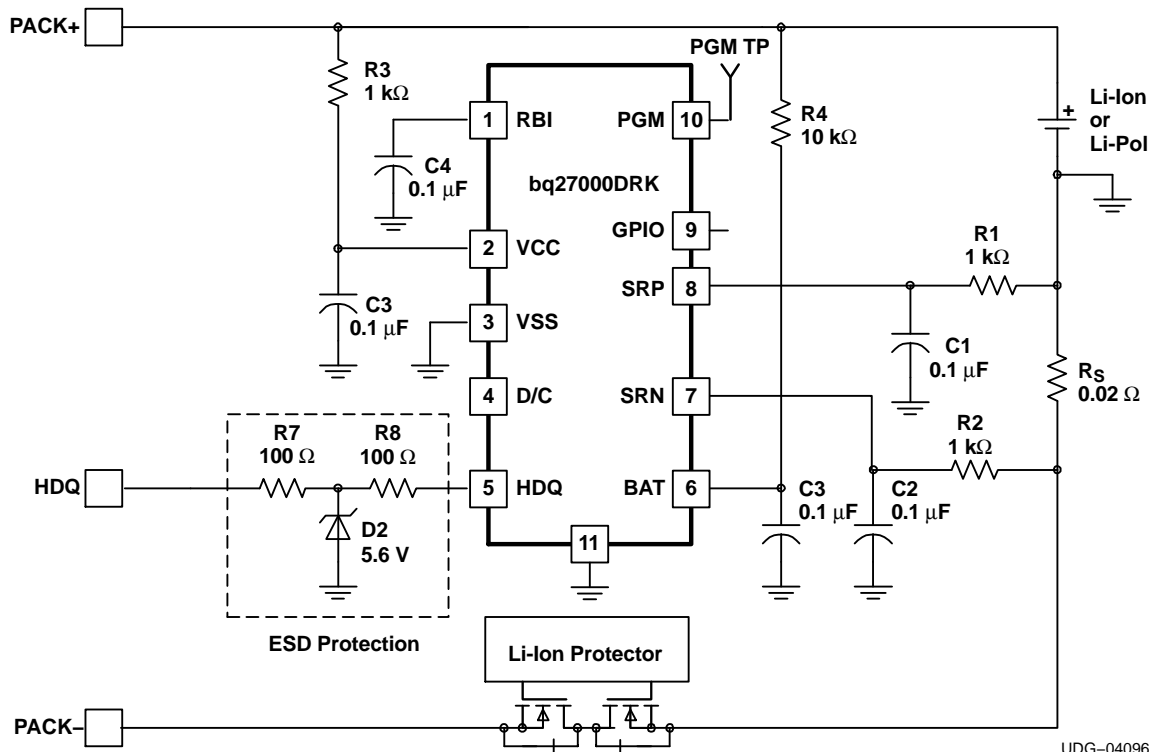 PACK+
R3
1 kΩ
1
RBI
C4
0.1 μF
PGM
10
PGM TP
bq27000DRK
R4
10 kΩ
+
Li-Ion
or
Li-Pol
GPIO
9
2
VCC
SRP
8
R1
1 kΩ
C3
0.1 μF
3
VSS
C1
0.1 μF
4
D/C
SRN
7
RS
0.02 Ω
R7
100 Ω
R8
100 Ω
R2
1 kΩ
HDQ
5
HDQ
BAT
6
C3
0.1 μF
C2
0.1 μF
D2
5.6 V
11
ESD Protection
Li-Ion Protector
PACK–
UDG–04096